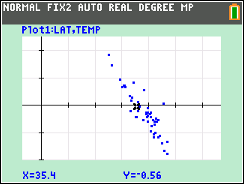 NORMAL FIX2 AUTO REAL DEGREE MP
Plot1:LAT,TEMP
X=35.4 Y=-0.56